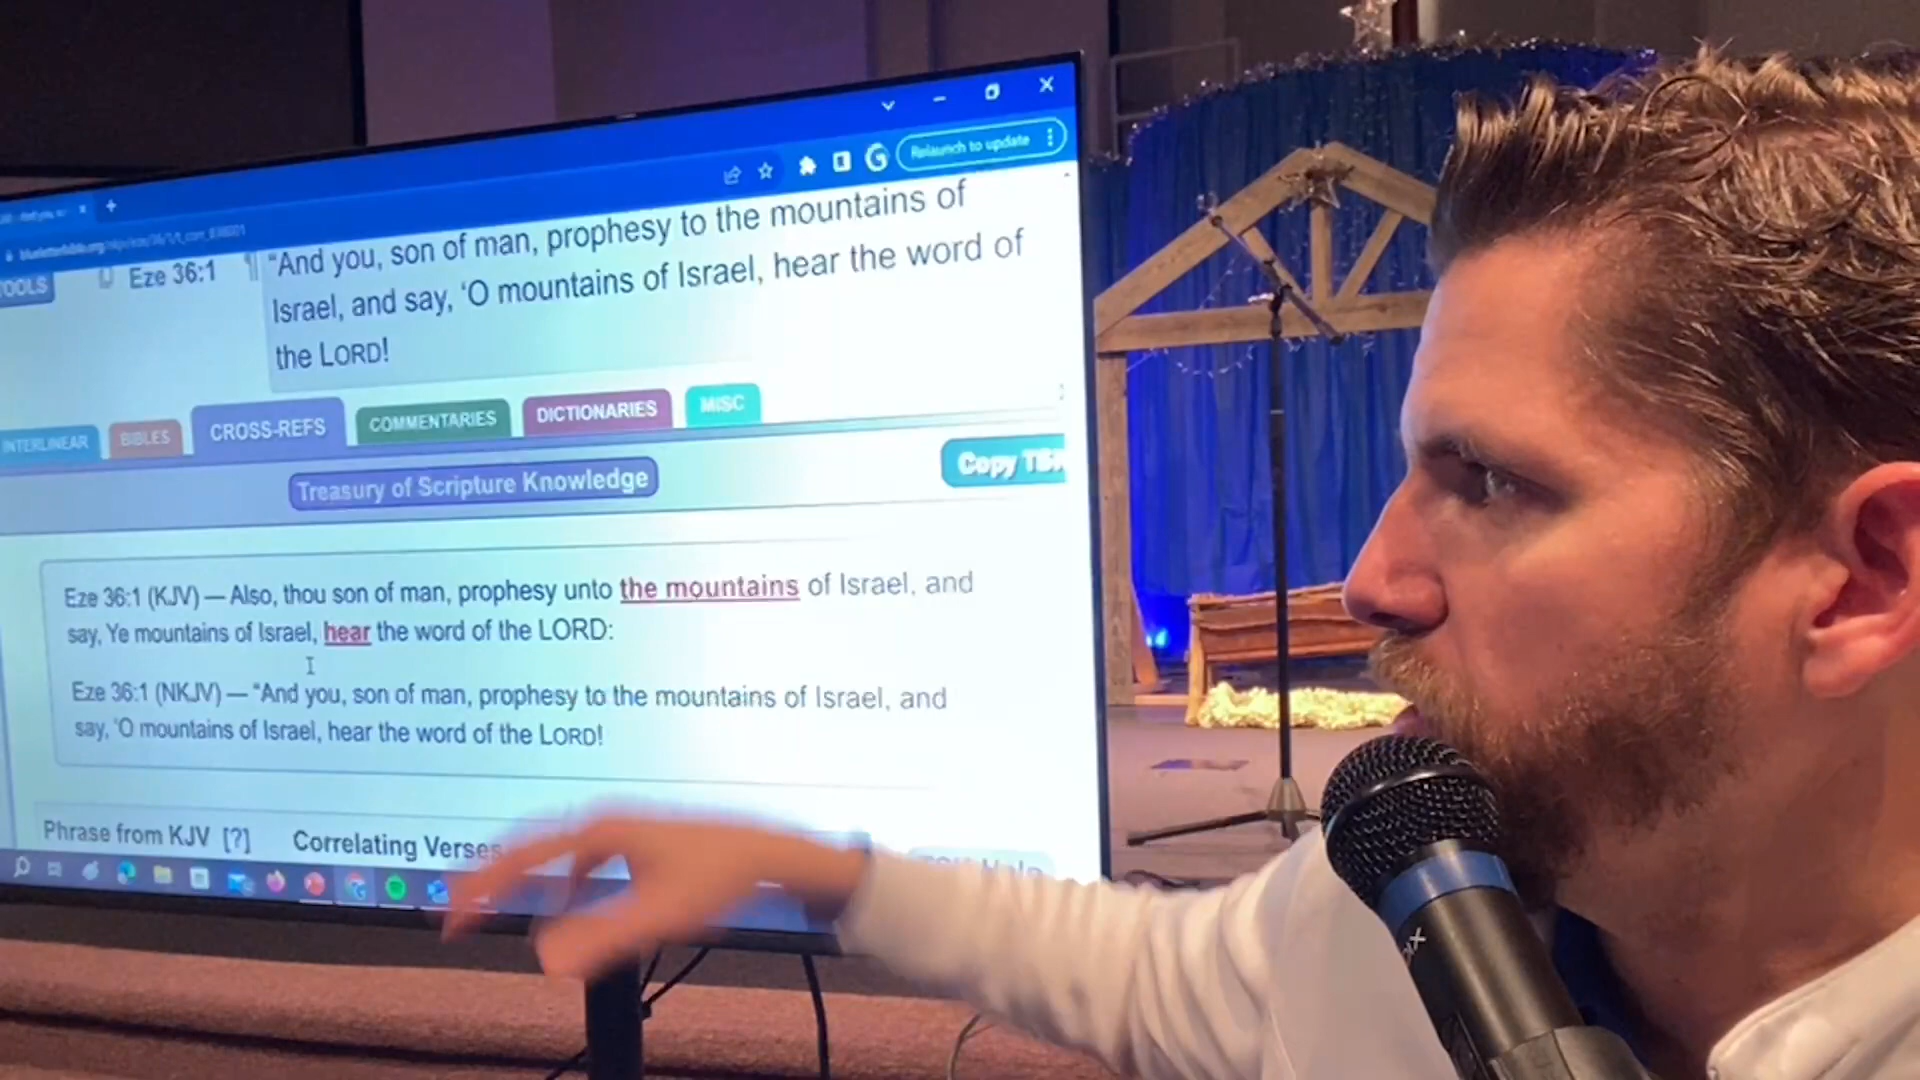 Relaunch to update
TOOLS
Eze 36:1
"And you, son of man, prophesy to the mountains of
Israel, and say, 'O mountains of Israel, hear the word of
the LORD!
INTERLINEAR
BIBLES
CROSS-REFS
COMMENTARIES
DICTIONARIES
MISC
Treasury of Scripture Knowledge
Copy
Eze 36:1 (KJV) — Also, thou son of man, prophesy unto the mountains of Israel, and
say, Ye mountains of Israel, hear the word of the LORD:
Eze 36:1 (NKJV) — "And you, son of man, prophesy to the mountains of Israel, and
say, 'O mountains of Israel, hear the word of the LORD!
Phrase from KJV [?]
Correlating Verses